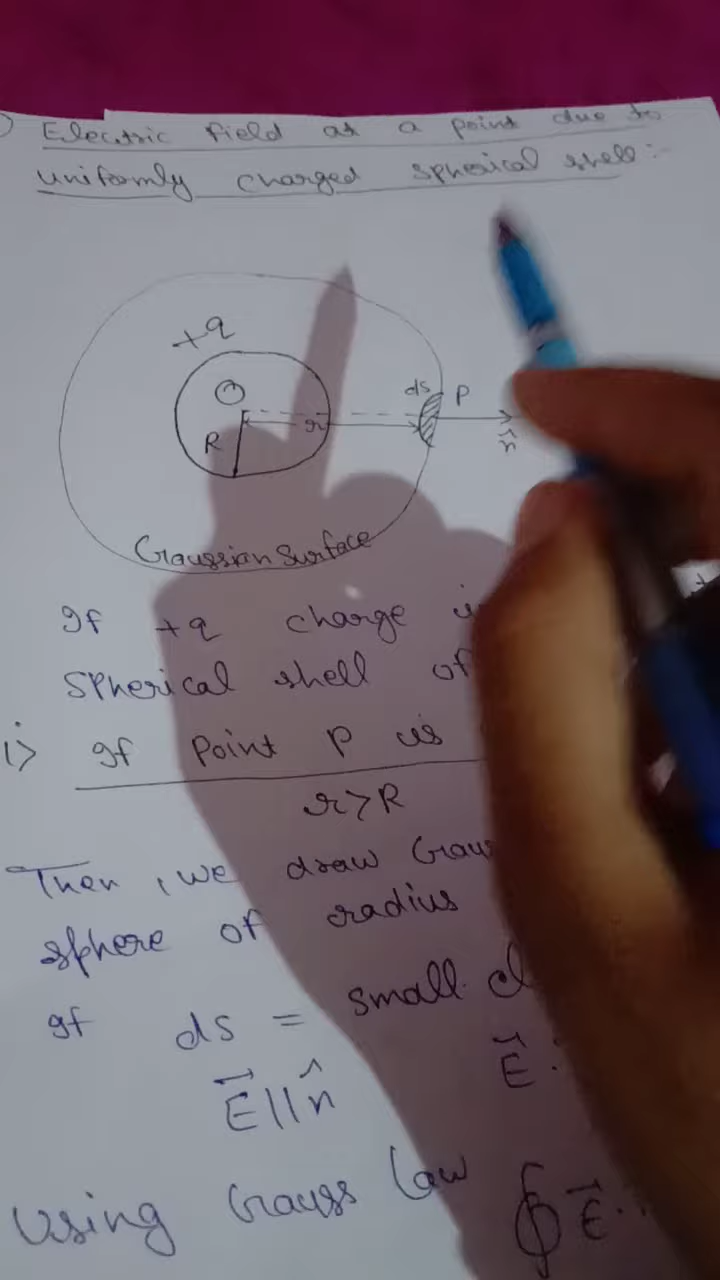 Electric field at a point due to
uniformly charged spherical shell :-
+q
O
ds
P
r
R
n̂
Gaussian Surface
If +q charge
Spherical shell of
i) If Point P is
r > R
Then, we draw
sphere of radius
If ds = small
E⃗ || n̂ E⃗ .
Using Gauss Law ∮ E⃗ .